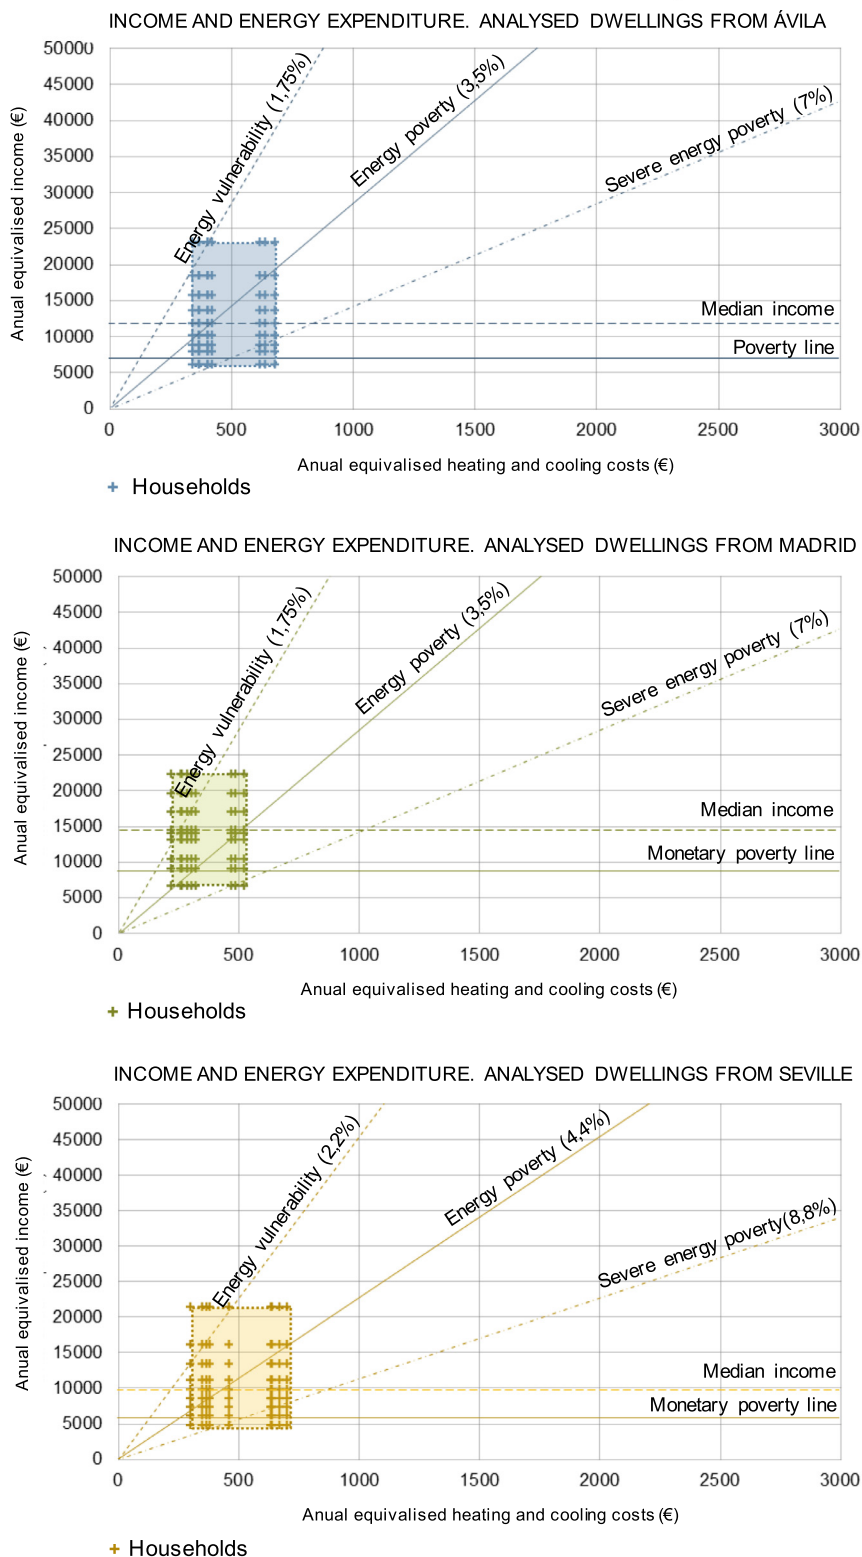 INCOME AND ENERGY EXPENDITURE. ANALYSED DWELLINGS FROM ÁVILA
50000
45000
40000
35000
30000
25000
20000
15000
10000
5000
0
Anual equivalised income (€)
Energy vulnerability (1,75%)
Energy poverty (3,5%)
Severe energy poverty (7%)
Median income
Poverty line
0 500 1000 1500 2000 2500 3000
Anual equivalised heating and cooling costs (€)
Households
INCOME AND ENERGY EXPENDITURE. ANALYSED DWELLINGS FROM MADRID
50000
45000
40000
35000
30000
25000
20000
15000
10000
5000
0
Anual equivalised income (€)
Energy vulnerability (1,75%)
Energy poverty (3,5%)
Severe energy poverty (7%)
Median income
Monetary poverty line
0 500 1000 1500 2000 2500 3000
Anual equivalised heating and cooling costs (€)
Households
INCOME AND ENERGY EXPENDITURE. ANALYSED DWELLINGS FROM SEVILLE
50000
45000
40000
35000
30000
25000
20000
15000
10000
5000
0
Anual equivalised income (€)
Energy vulnerability (2,2%)
Energy poverty (4,4%)
Severe energy poverty(8,8%)
Median income
Monetary poverty line
0 500 1000 1500 2000 2500 3000
Anual equivalised heating and cooling costs (€)
Households